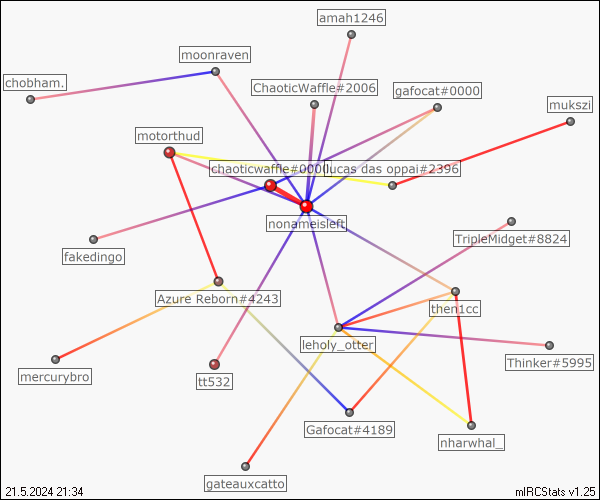 amah1246
moonraven
chobham.
ChaoticWaffle#2006
gafocat#0000
mukszi
motorthud
chaoticwaffle#000
lucas das oppai#2396
nonameisleft
TripleMidget#8824
fakedingo
Azure Reborn#4243
then1cc
leholy_otter
Thinker#5995
mercurybro
tt532
Gafocat#4189
nharwhal_
gateauxcatto
21.5.2024 21:34
mIRCStats v1.25